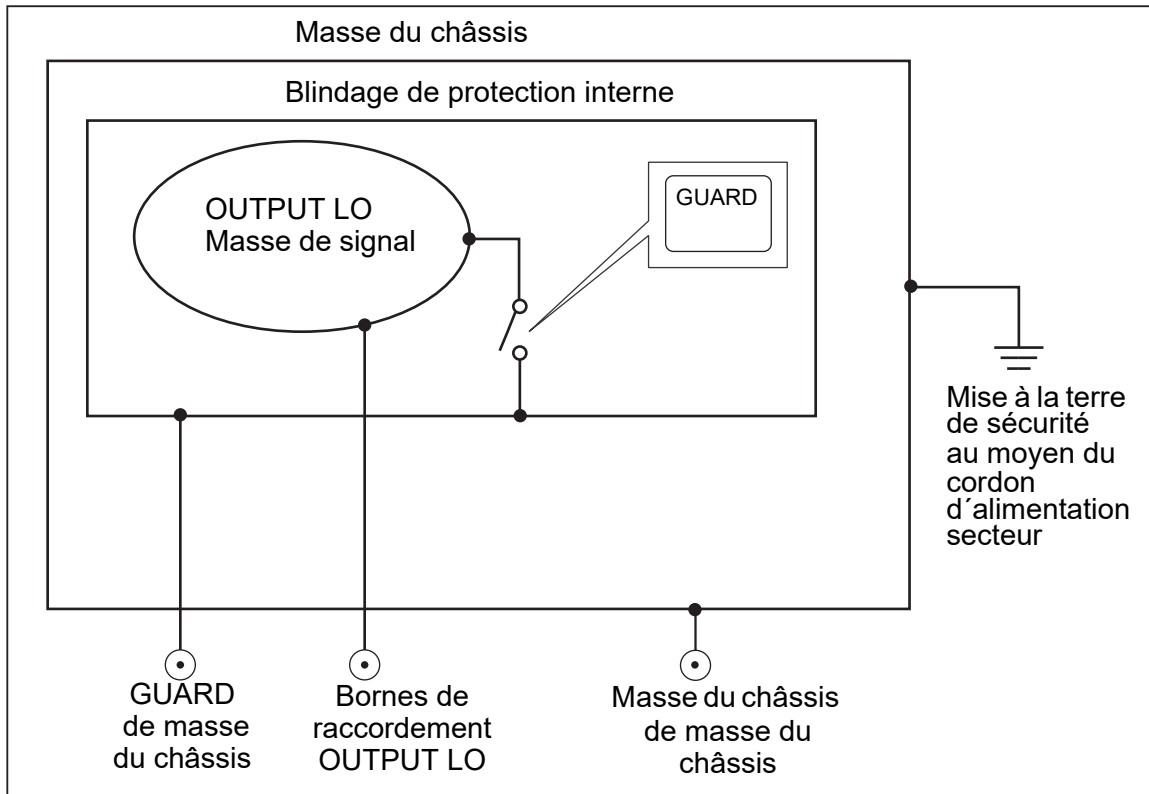 Masse du châssis
Blindage de protection interne
OUTPUT LO
Masse de signal
GUARD
Mise à la terre
de sécurité
au moyen du
cordon
d´alimentation
secteur
GUARD
de masse
du châssis
Bornes de
raccordement
OUTPUT LO
Masse du châssis
de masse du
châssis